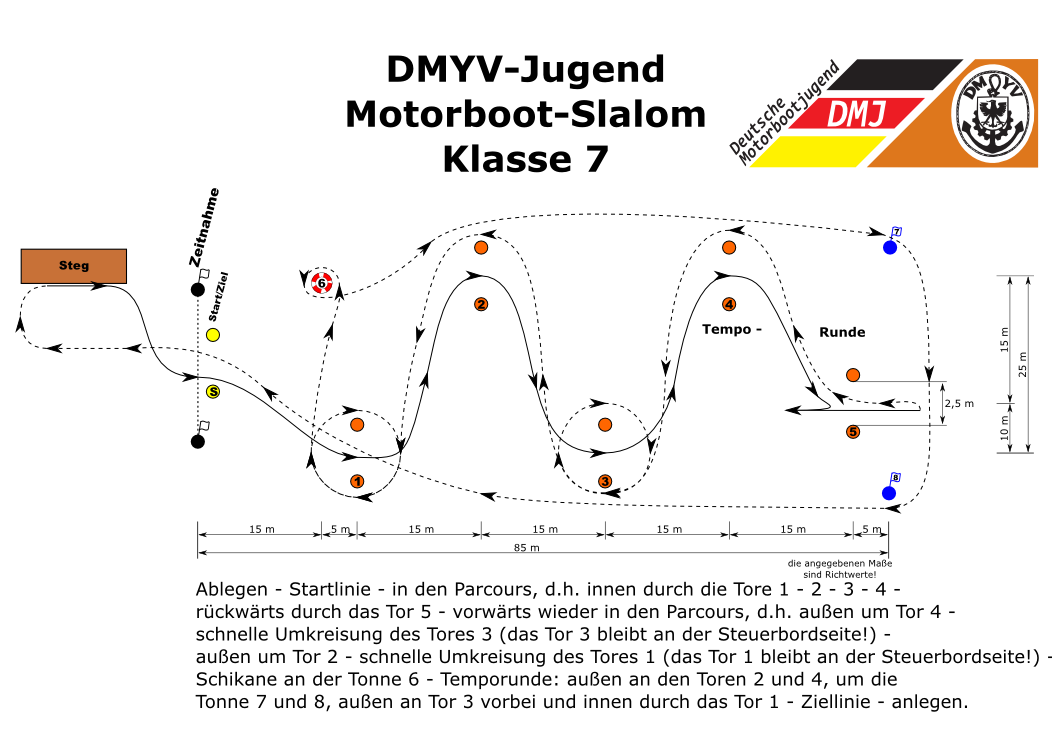 DMYV-Jugend
Motorboot-Slalom
Klasse 7
Deutsche
Motorbootjugend
DMJ
DMYV
Zeitnahme
Start/Ziel
Steg
6
7
2
4
Tempo -
Runde
S
5
1
3
8
2,5 m
15 m
25 m
10 m
15 m
5 m
15 m
15 m
15 m
15 m
5 m
85 m
die angegebenen Maße
sind Richtwerte!
Ablegen - Startlinie - in den Parcours, d.h. innen durch die Tore 1 - 2 - 3 - 4 -
rückwärts durch das Tor 5 - vorwärts wieder in den Parcours, d.h. außen um Tor 4 -
schnelle Umkreisung des Tores 3 (das Tor 3 bleibt an der Steuerbordseite!) -
außen um Tor 2 - schnelle Umkreisung des Tores 1 (das Tor 1 bleibt an der Steuerbordseite!) -
Schikane an der Tonne 6 - Temporunde: außen an den Toren 2 und 4, um die
Tonne 7 und 8, außen an Tor 3 vorbei und innen durch das Tor 1 - Ziellinie - anlegen.